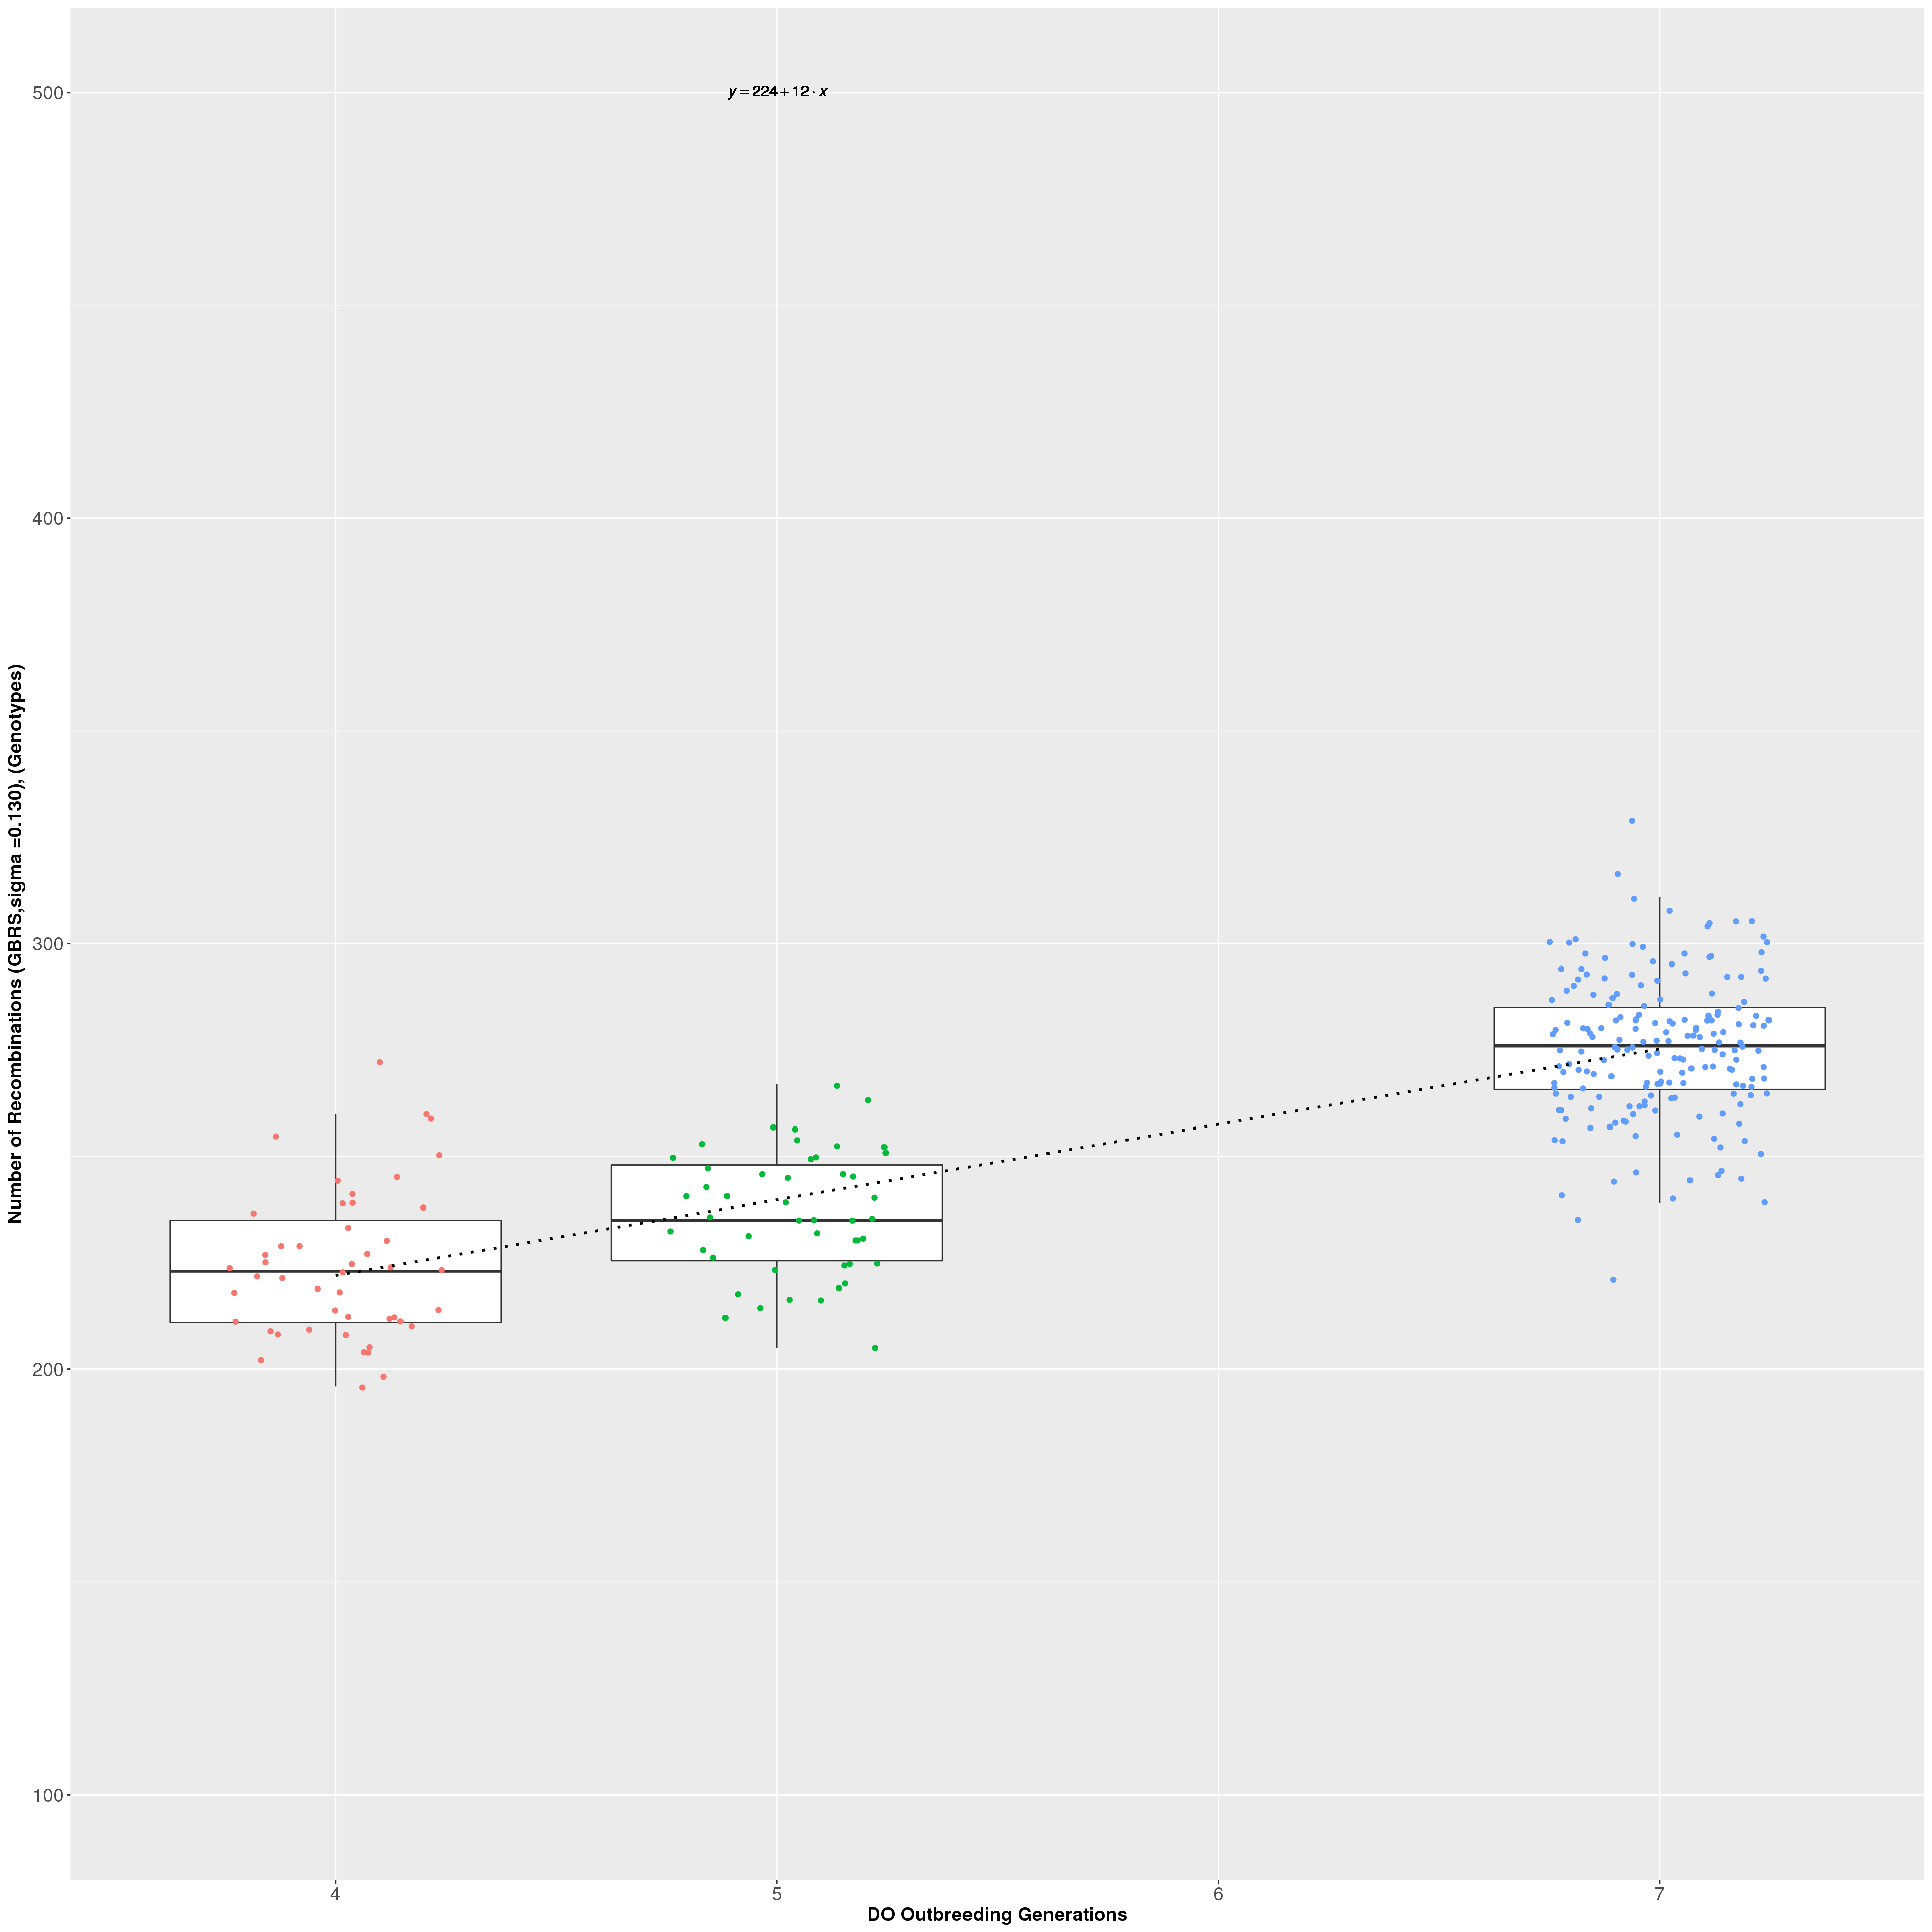 y = 224 + 12 · x
500
400
300
200
100
Number of Recombinations (GBRS,sigma =0.130), (Genotypes)
4 5 6 7
DO Outbreeding Generations